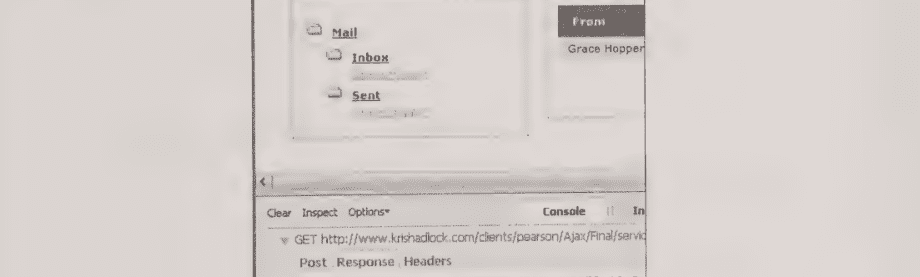 From
Mail
Grace Hopper
Inbox
Sent
Clear Inspect Options Console In
GET http://www.krishadlock.com/clients/pearson/Ajax/Final/servic
Post Response Headers